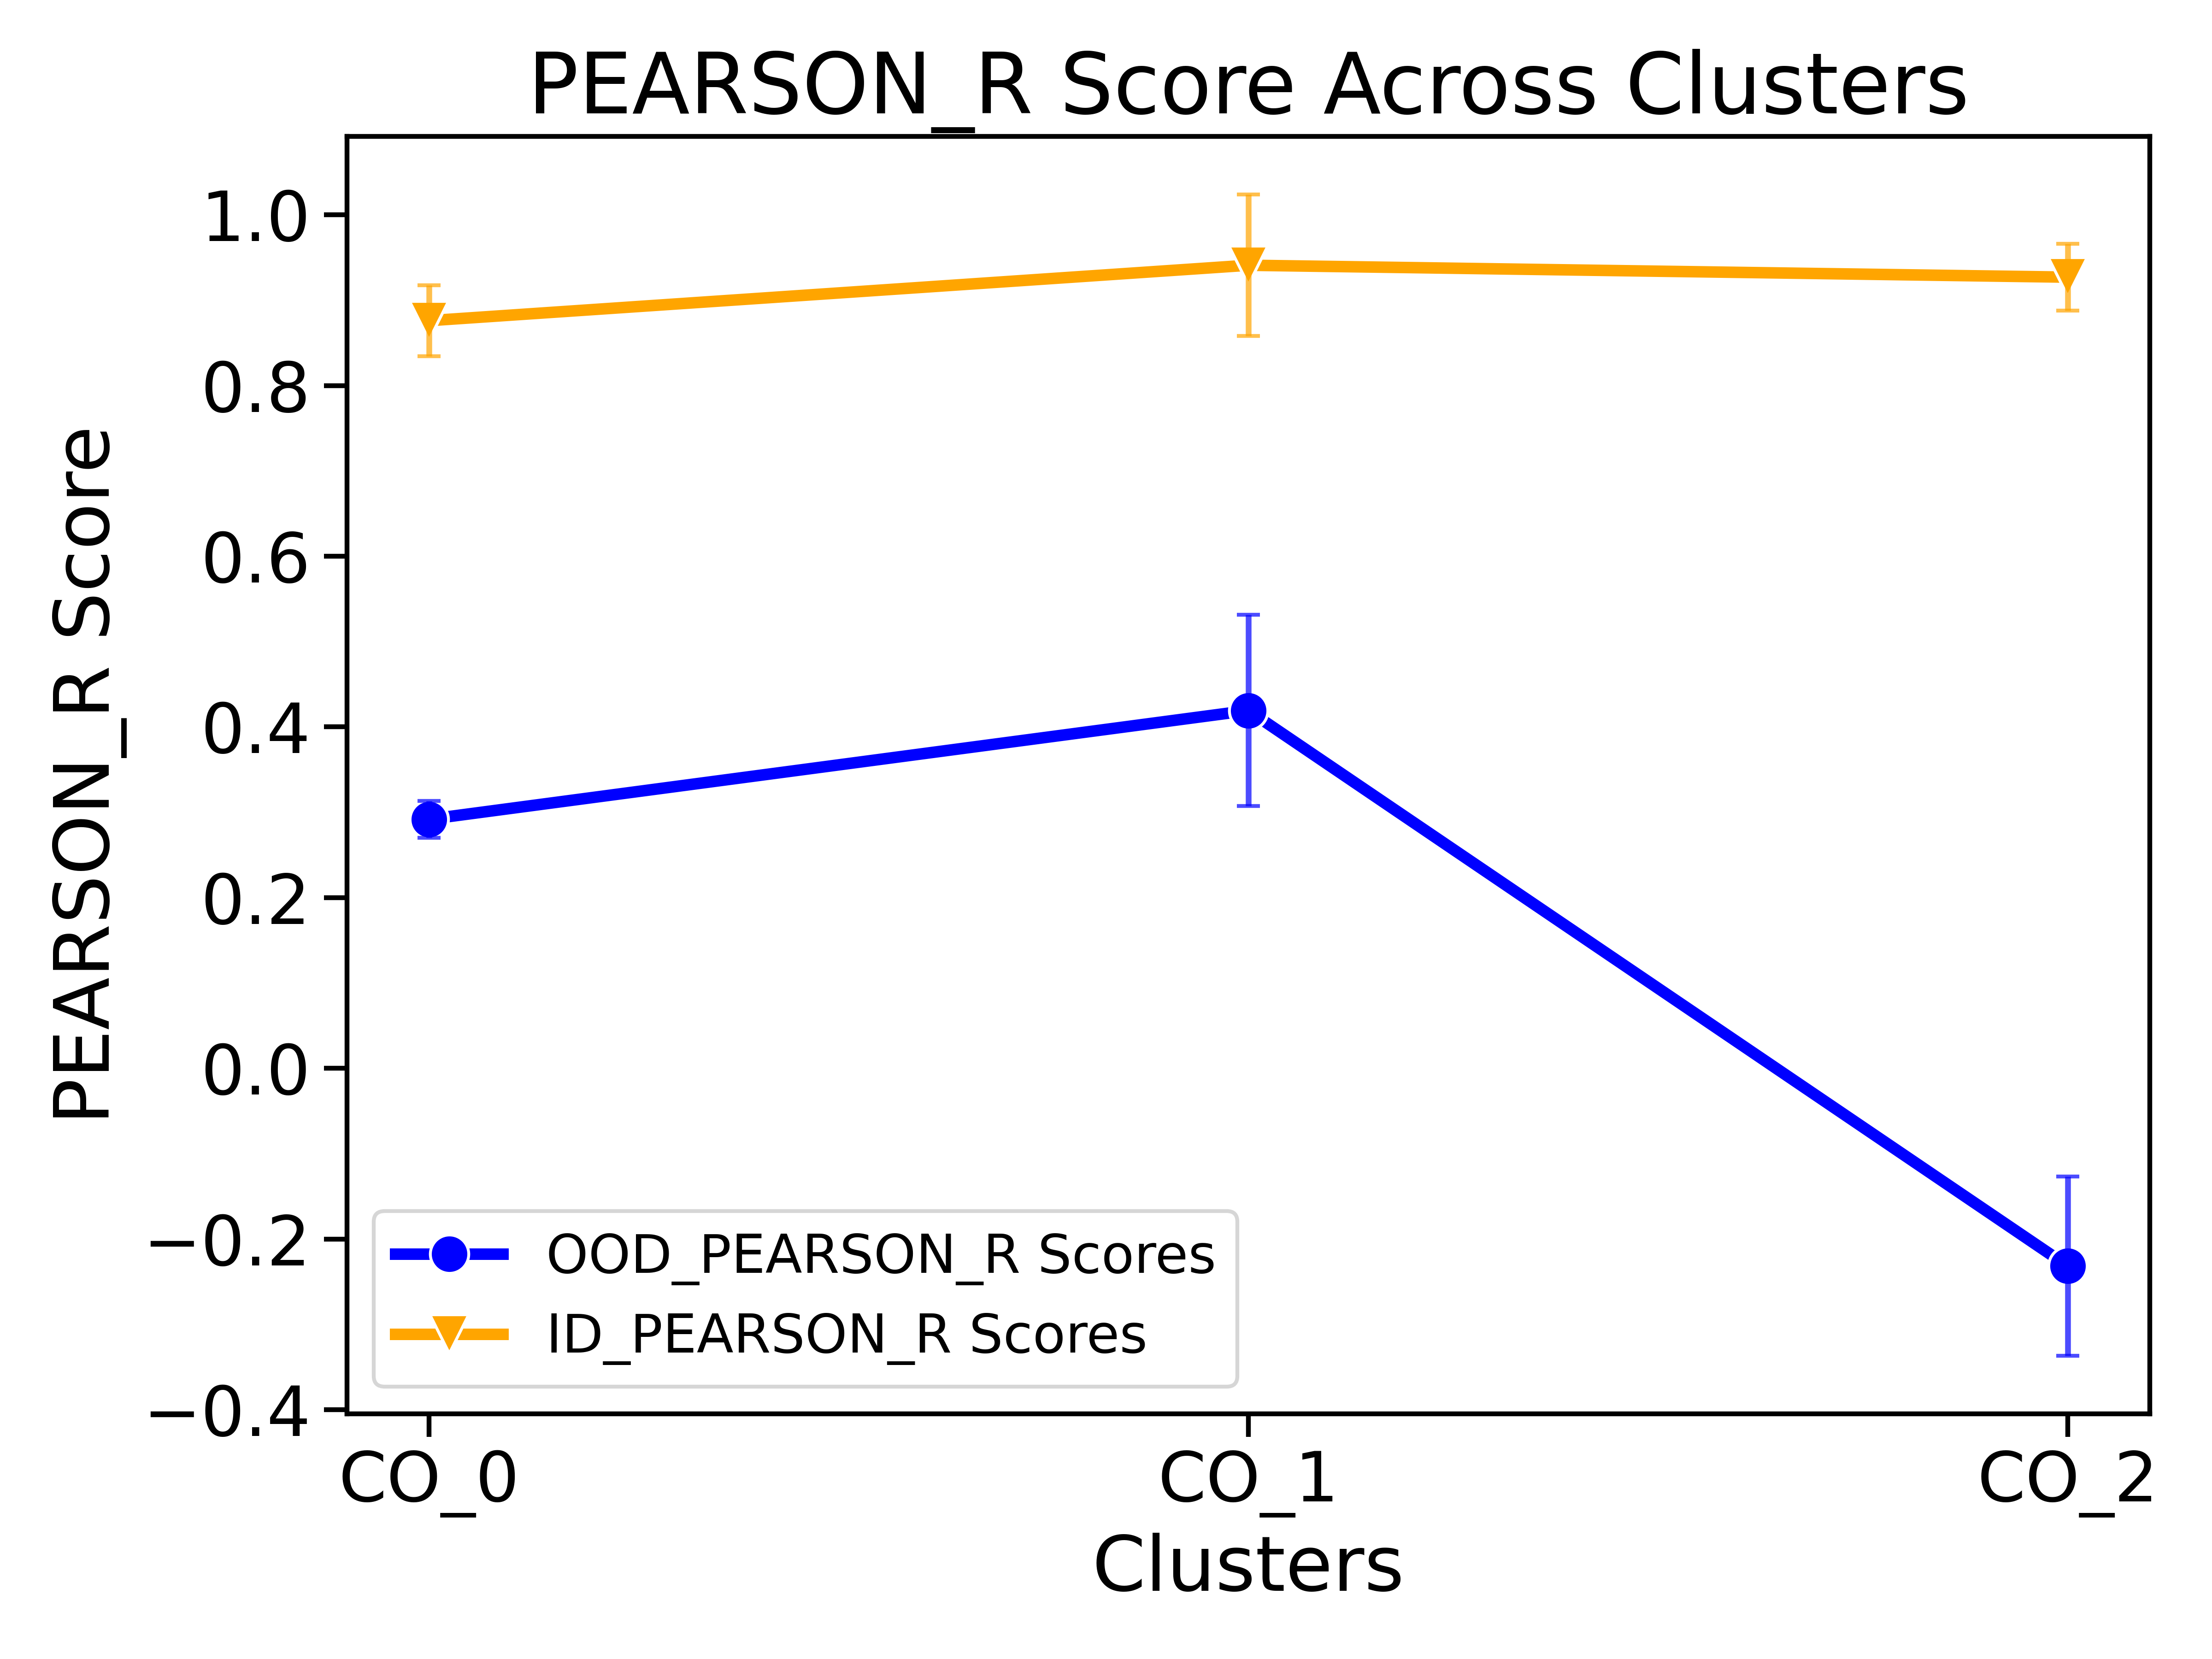 PEARSON_R Score Across Clusters
PEARSON_R Score
1.0
0.8
0.6
0.4
0.2
0.0
−0.2
−0.4
OOD_PEARSON_R Scores
ID_PEARSON_R Scores
CO_0 CO_1 CO_2
Clusters